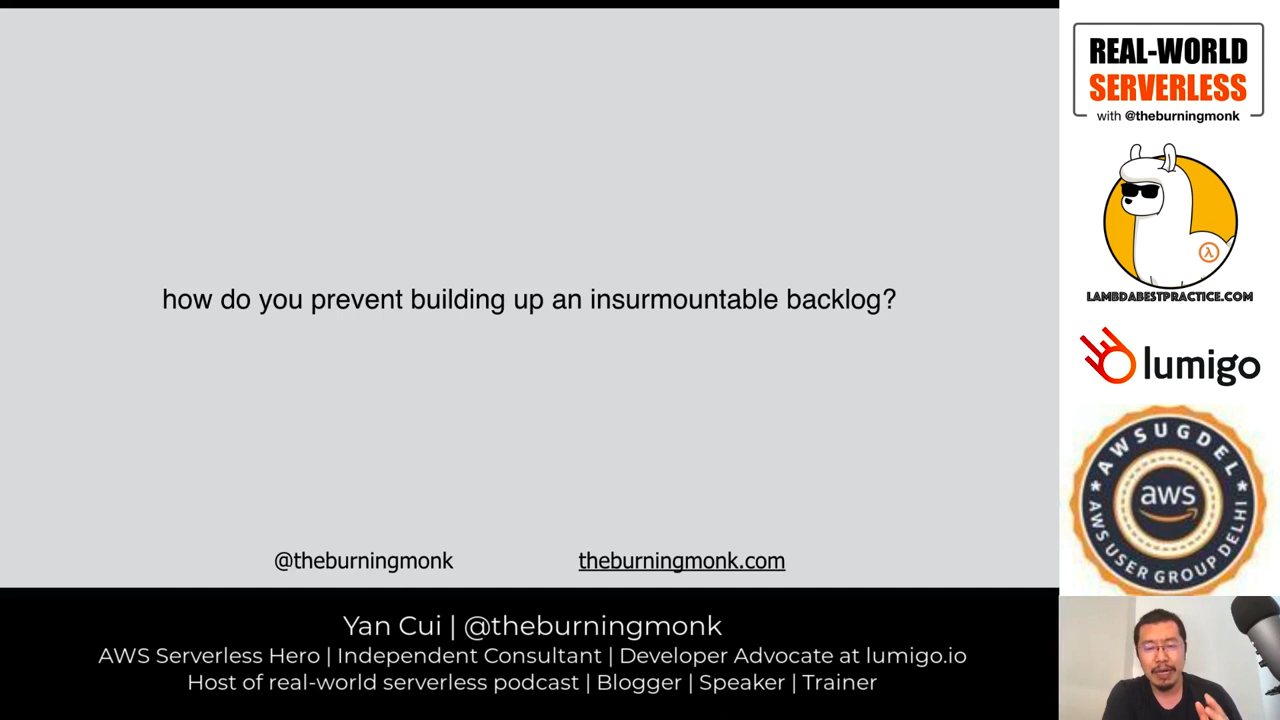 how do you prevent building up an insurmountable backlog?
@theburningmonk
theburningmonk.com
Yan Cui | @theburningmonk
AWS Serverless Hero | Independent Consultant | Developer Advocate at lumigo.io
Host of real-world serverless podcast | Blogger | Speaker | Trainer
REAL-WORLD
SERVERLESS
with @theburningmonk
λ
LAMBDABESTPRACTICE.COM
lumigo
* AWSUGDEL *
aws
AWS USER GROUP DELHI